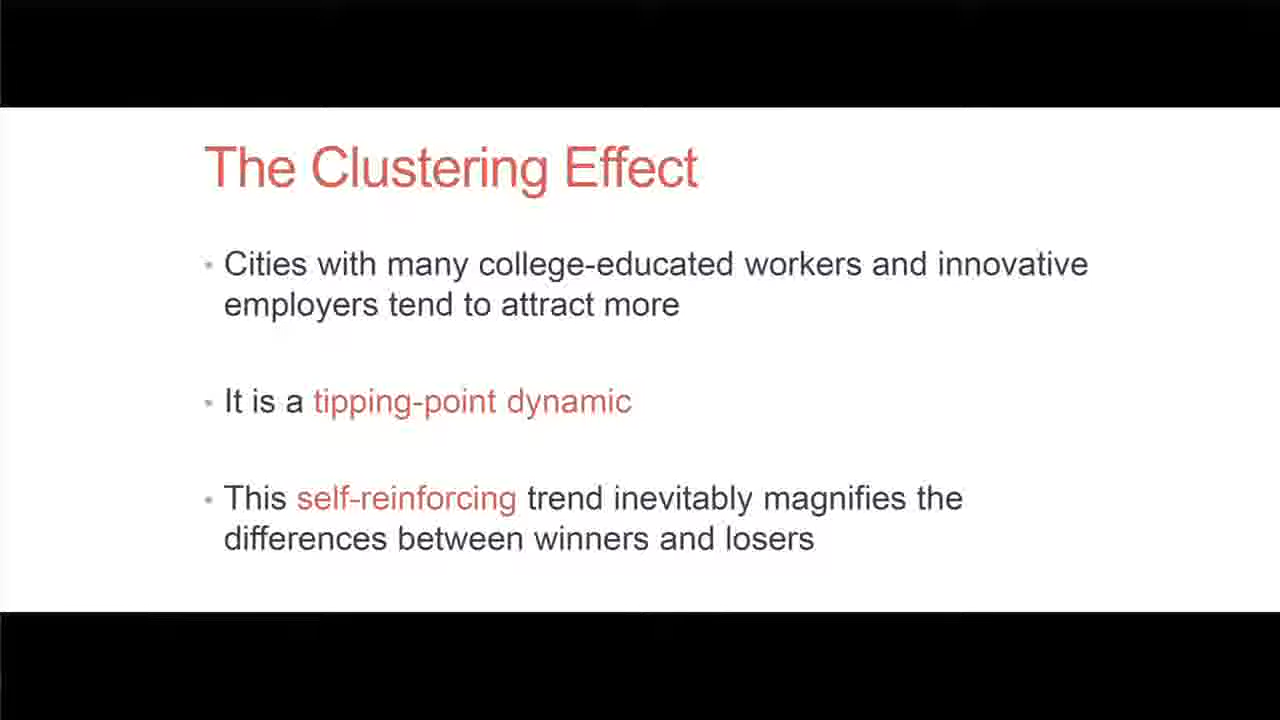 The Clustering Effect
• Cities with many college-educated workers and innovative
employers tend to attract more
• It is a tipping-point dynamic
• This self-reinforcing trend inevitably magnifies the
differences between winners and losers